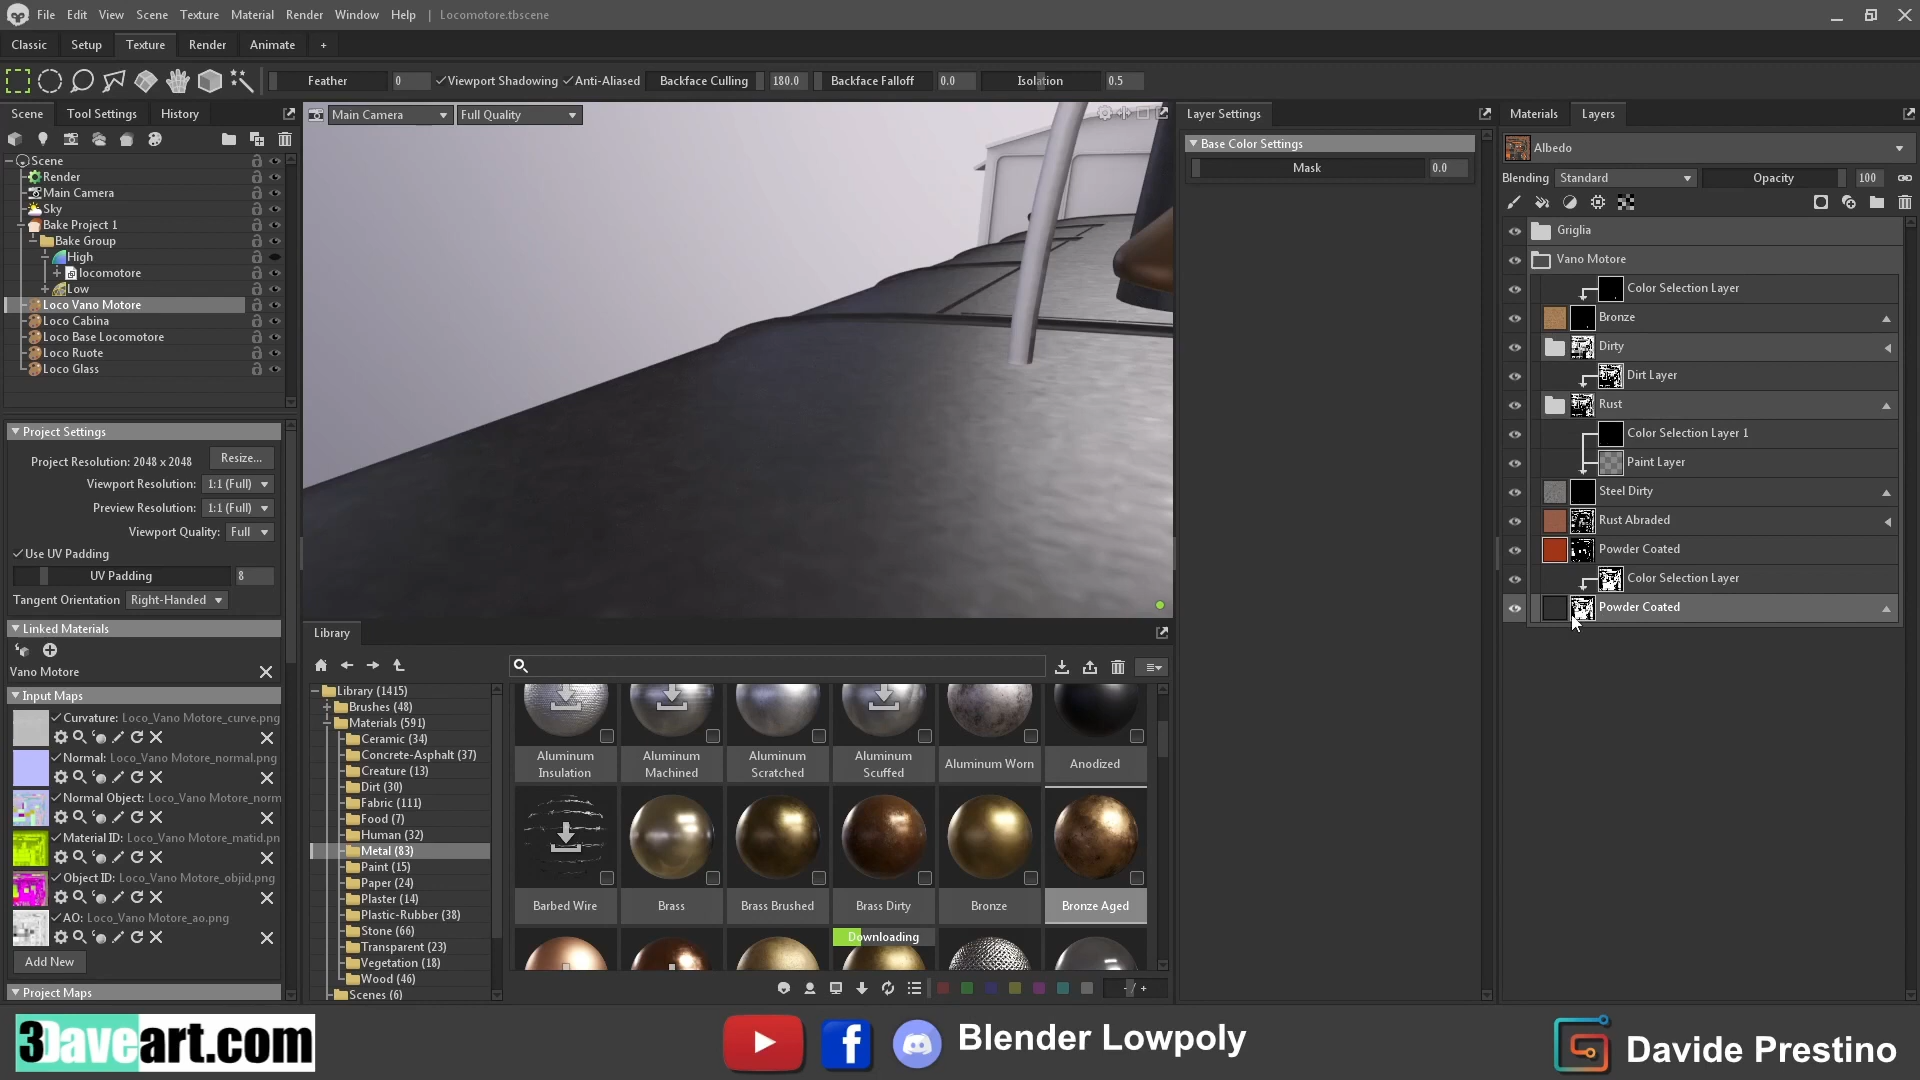 File Edit View Scene Texture Material Render Window Help | Locomotore.tbscene
Classic Setup Texture Render Animate +
Feather 0 Viewport Shadowing Anti-Aliased Backface Culling 180.0 Backface Falloff 0.0 Isolation 0.5
Scene Tool Settings History
Scene
Render
Main Camera
Sky
Bake Project 1
Bake Group
High
locomotore
Low
Loco Vano Motore
Loco Cabina
Loco Base Locomotore
Loco Ruote
Loco Glass
Project Settings
Project Resolution: 2048 x 2048 Resize...
Viewport Resolution: 1:1 (Full)
Preview Resolution: 1:1 (Full)
Viewport Quality: Full
Use UV Padding
UV Padding 8
Tangent Orientation Right-Handed
Linked Materials
Vano Motore
Input Maps
Curvature: Loco_Vano Motore_curve.png
Normal: Loco_Vano Motore_normal.png
Normal Object: Loco_Vano Motore_norm
Material ID: Loco_Vano Motore_matid.pn
Object ID: Loco_Vano Motore_objid.png
AO: Loco_Vano Motore_ao.png
Add New
Project Maps
Main Camera Full Quality
Library
Library (1415)
Brushes (48)
Materials (591)
Ceramic (34)
Concrete-Asphalt (37)
Creature (13)
Dirt (30)
Fabric (111)
Food (7)
Human (32)
Metal (83)
Paint (15)
Paper (24)
Plaster (14)
Plastic-Rubber (38)
Stone (66)
Transparent (23)
Vegetation (18)
Wood (46)
Scenes (6)
Aluminum Insulation
Aluminum Machined
Aluminum Scratched
Aluminum Scuffed
Aluminum Worn
Anodized
Barbed Wire
Brass
Brass Brushed
Brass Dirty
Bronze
Bronze Aged
Downloading
- / +
Layer Settings
Base Color Settings
Mask 0.0
Materials Layers
Albedo
Blending Standard Opacity 100
Griglia
Vano Motore
Color Selection Layer
Bronze
Dirty
Dirt Layer
Rust
Color Selection Layer 1
Paint Layer
Steel Dirty
Rust Abraded
Powder Coated
Color Selection Layer
Powder Coated
3Daveart.com
f
Blender Lowpoly
Davide Prestino